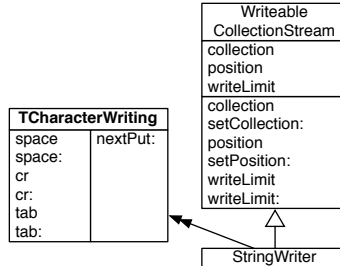 Writeable
CollectionStream
collection
position
writeLimit
collection
setCollection:
position
setPosition:
writeLimit
writeLimit:
TCharacterWriting
space nextPut:
space:
cr
cr:
tab
tab:
StringWriter